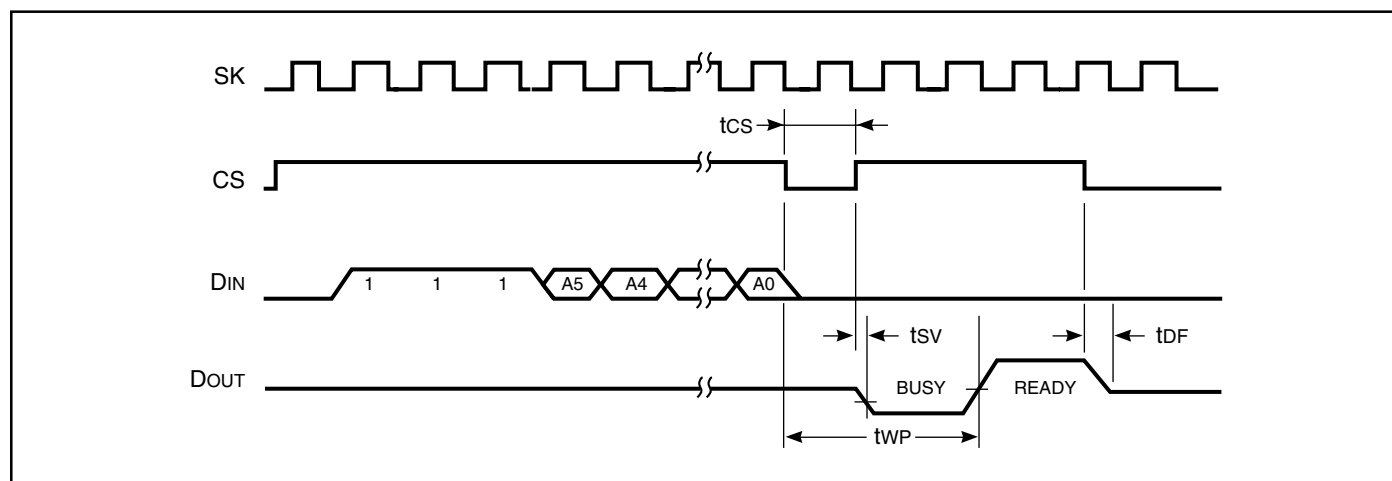 SK
tCS
CS
DIN
1 1 1 A5 A4 A0
tSV
tDF
DOUT
BUSY READY
tWP